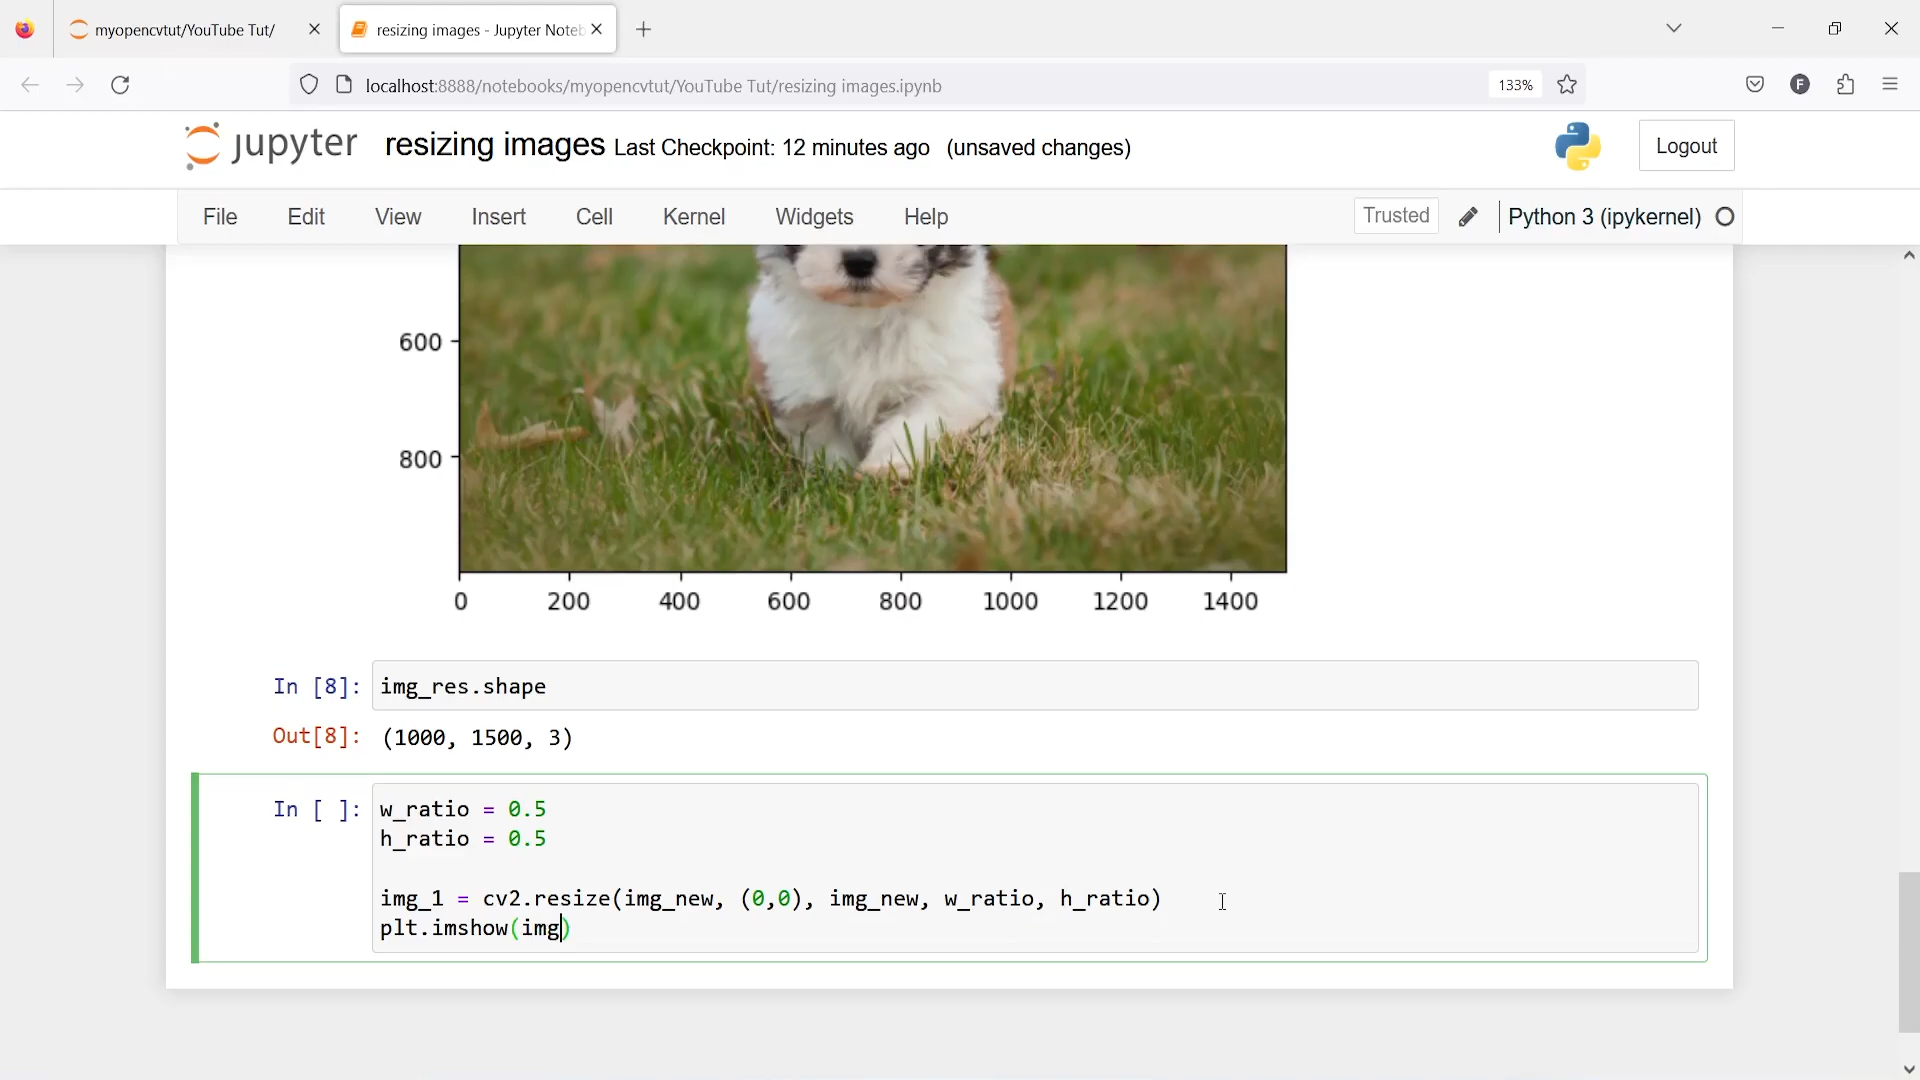 myopencvtut/YouTube Tut/
resizing images - Jupyter Noteb
localhost:8888/notebooks/myopencvtut/YouTube Tut/resizing images.ipynb
133%
F
jupyter
resizing images Last Checkpoint: 12 minutes ago (unsaved changes)
Logout
File Edit View Insert Cell Kernel Widgets Help
Trusted
Python 3 (ipykernel)
600
800
0 200 400 600 800 1000 1200 1400
In [8]: img_res.shape
Out[8]: (1000, 1500, 3)
In [ ]: w_ratio = 0.5
h_ratio = 0.5
img_1 = cv2.resize(img_new, (0,0), img_new, w_ratio, h_ratio)
plt.imshow(img)